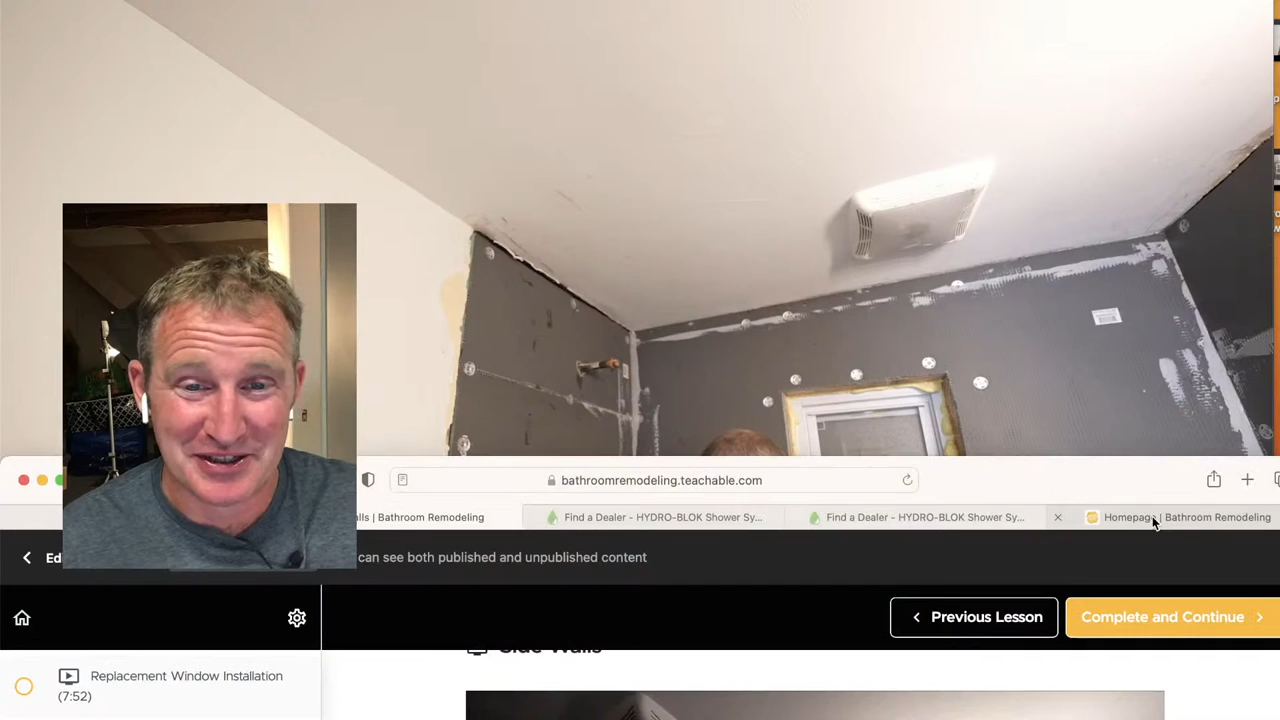 bathroomremodeling.teachable.com
lls | Bathroom Remodeling
Find a Dealer - HYDRO-BLOK Shower Sy...
Find a Dealer - HYDRO-BLOK Shower Sy...
Homepage | Bathroom Remodeling
Ed
can see both published and unpublished content
Previous Lesson
Complete and Continue
Side Walls
Replacement Window Installation
(7:52)